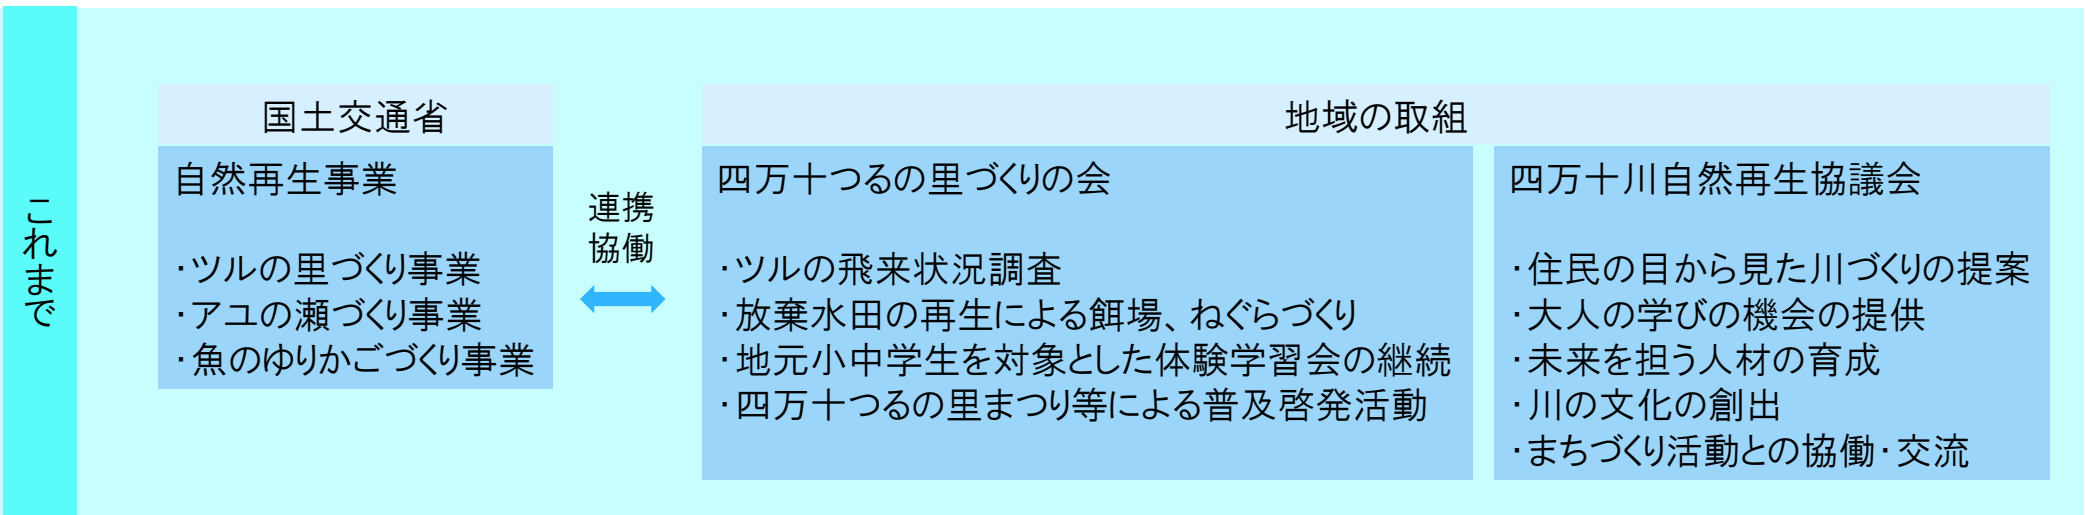 これまで
国土交通省
自然再生事業
・ツルの里づくり事業
・アユの瀬づくり事業
・魚のゆりかごづくり事業
連携
協働
地域の取組
四万十つるの里づくりの会
・ツルの飛来状況調査
・放棄水田の再生による餌場、ねぐらづくり
・地元小中学生を対象とした体験学習会の継続
・四万十つるの里まつり等による普及啓発活動
四万十川自然再生協議会
・住民の目から見た川づくりの提案
・大人の学びの機会の提供
・未来を担う人材の育成
・川の文化の創出
・まちづくり活動との協働・交流